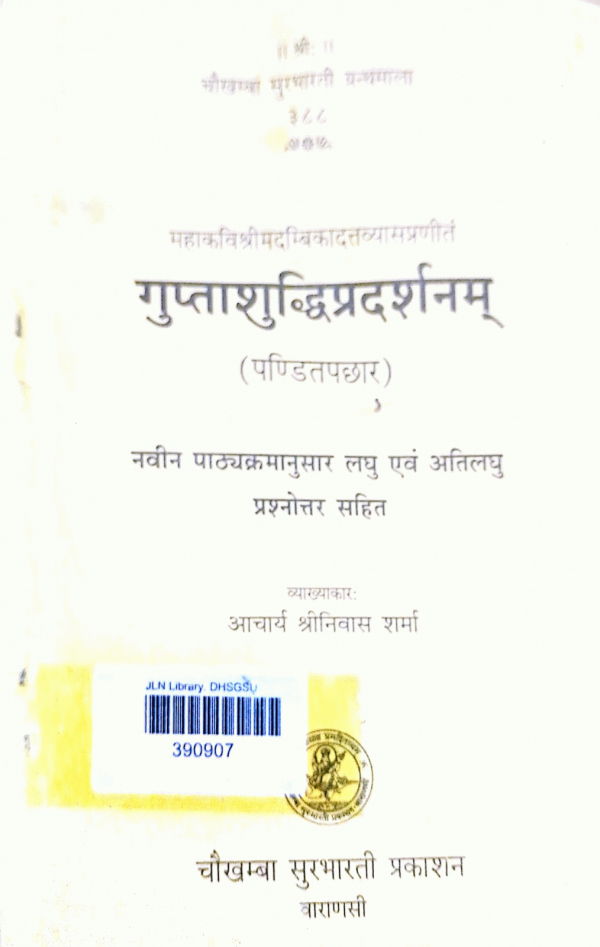 ॥ श्रीः ॥
चौखम्बा सुरभारती ग्रन्थमाला
३८८
महाकविश्रीमदम्बिकादत्तव्यासप्रणीतं
गुप्ताशुद्धिप्रदर्शनम्
(पण्डितपछार)
नवीन पाठ्यक्रमानुसार लघु एवं अतिलघु
प्रश्नोत्तर सहित
व्याख्याकारः
आचार्य श्रीनिवास शर्मा
JLN Library. DHSGSU
390907
चौखम्बा सुरभारती प्रकाशन
वाराणसी